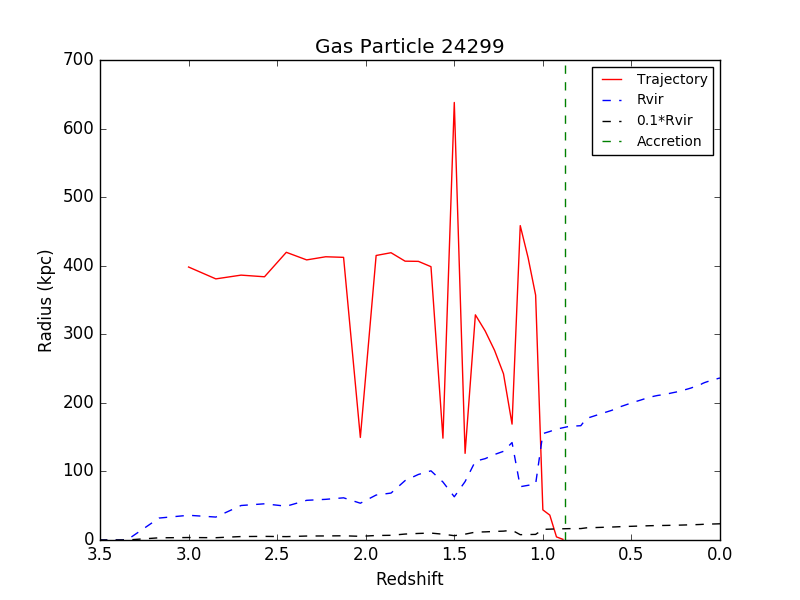 Gas Particle 24299
700
600
500
400
300
200
100
0
Radius (kpc)
Trajectory
Rvir
0.1*Rvir
Accretion
3.5 3.0 2.5 2.0 1.5 1.0 0.5 0.0
Redshift